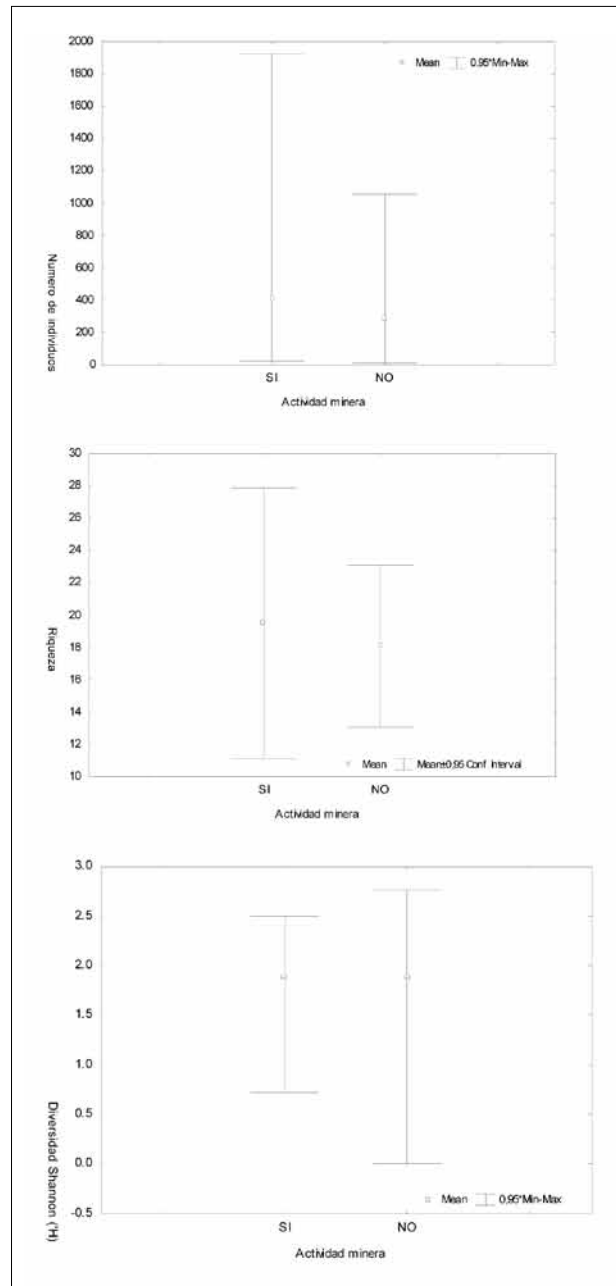 2000
1800
1600
1400
1200
1000
800
600
400
200
0
Numero de individuos
Mean 0.95*Min-Max
SI NO
Actividad minera
30
28
26
24
22
20
18
16
14
12
10
Riqueza
Mean Mean±0,95 Conf Interval
SI NO
Actividad minera
3.0
2.5
2.0
1.5
1.0
0.5
0.0
-0.5
Diversidad Shannon ('H)
Mean 0,95*Min-Max
SI NO
Actividad minera